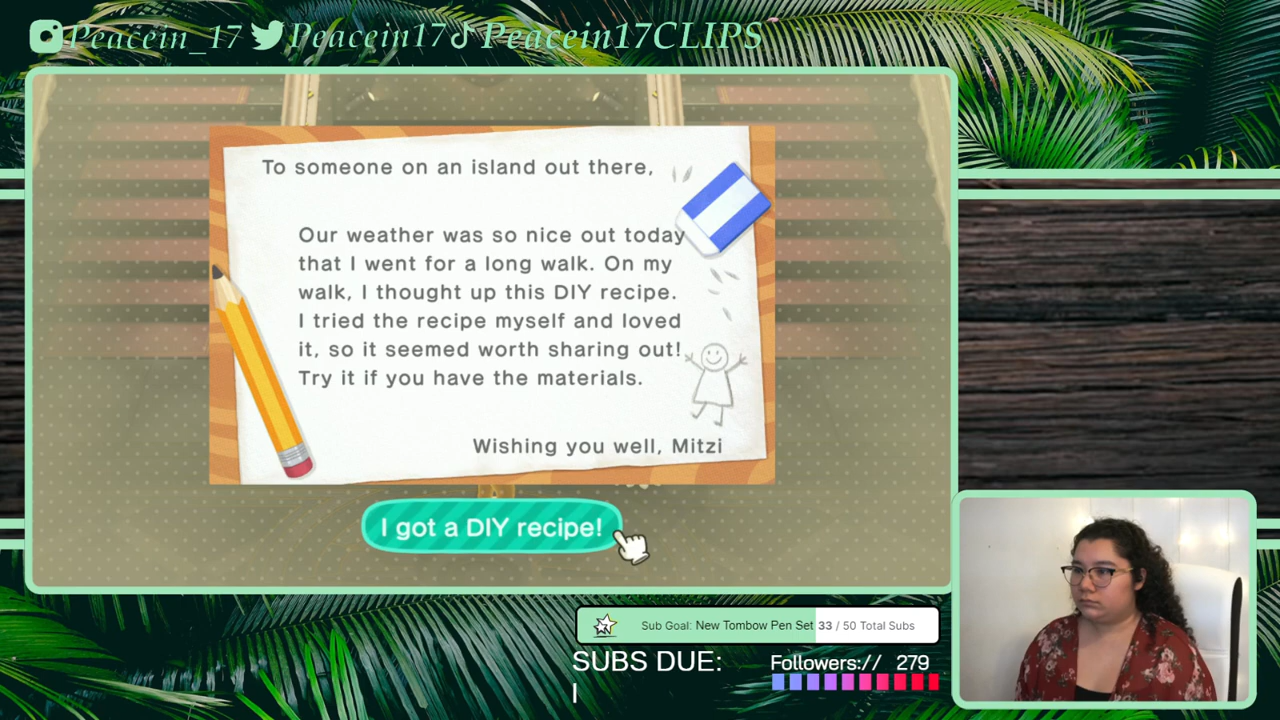 Peacein_17 Peacein17 Peacein17CLIPS
To someone on an island out there,
Our weather was so nice out today
that I went for a long walk. On my
walk, I thought up this DIY recipe.
I tried the recipe myself and loved
it, so it seemed worth sharing out!
Try it if you have the materials.
Wishing you well, Mitzi
I got a DIY recipe!
Sub Goal: New Tombow Pen Set 33 / 50 Total Subs
SUBS DUE:
I
Followers:// 279